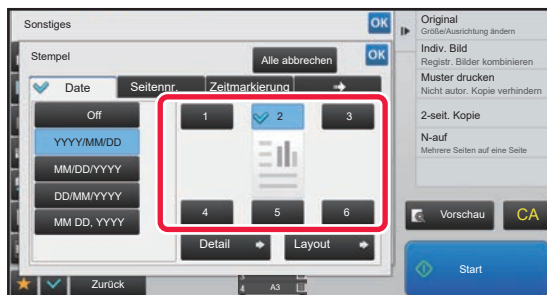 Sonstiges
OK
Stempel
Alle abbrechen
OK
Date
Seitennr.
Zeitmarkierung
Off
YYYY/MM/DD
MM/DD/YYYY
DD/MM/YYYY
MM DD, YYYY
1
2
3
4
5
6
Detail
Layout
Zurück
4
A3
Original
Größe/Ausrichtung ändern
Indiv. Bild
Registr. Bilder kombinieren
Muster drucken
Nicht autor. Kopie verhindern
2-seit. Kopie
N-auf
Mehrere Seiten auf eine Seite
Vorschau
CA
Start